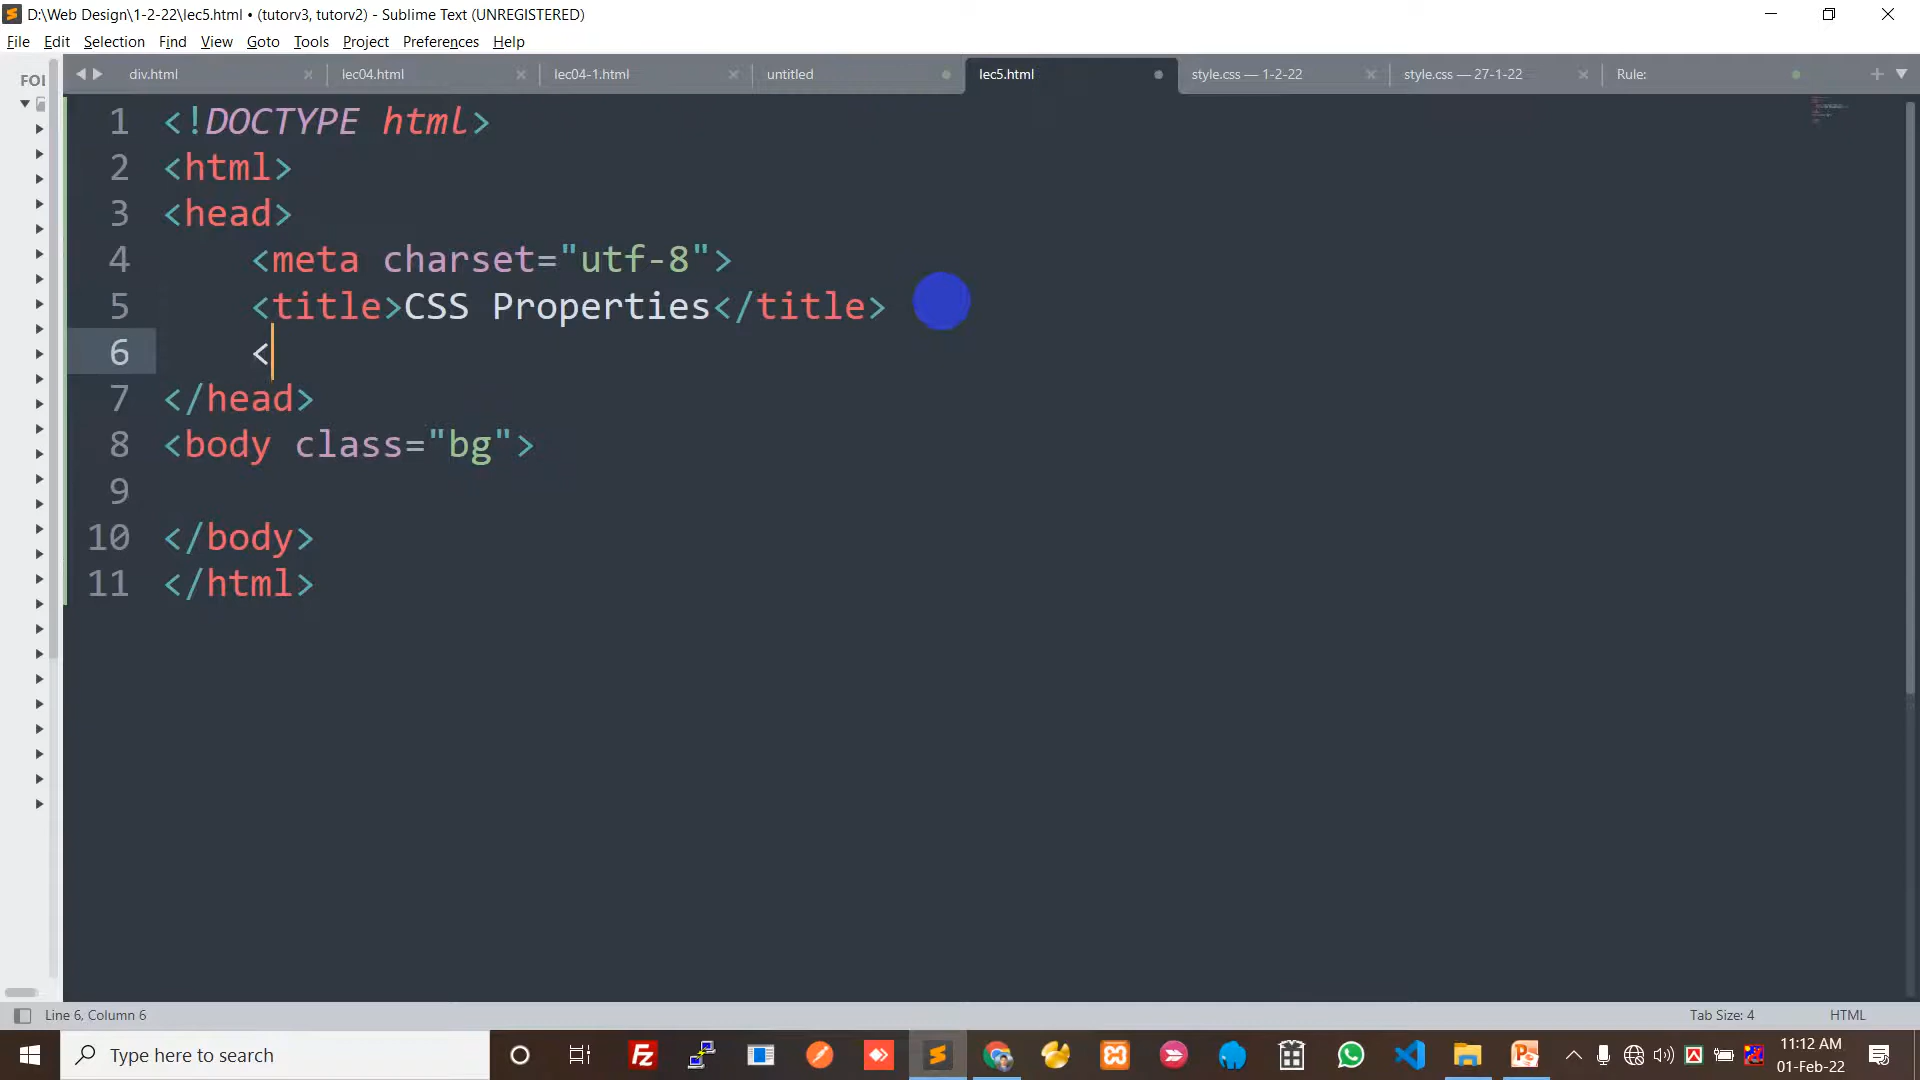 D:\Web Design\1-2-22\lec5.html • (tutorv3, tutorv2) - Sublime Text (UNREGISTERED)
File Edit Selection Find View Goto Tools Project Preferences Help
FOI
div.html
lec04.html
lec04-1.html
untitled
lec5.html
style.css — 1-2-22
style.css — 27-1-22
Rule:
1 <!DOCTYPE html>
2 <html>
3 <head>
4 <meta charset="utf-8">
5 <title>CSS Properties</title>
6 <
7 </head>
8 <body class="bg">
9
10 </body>
11 </html>
Line 6, Column 6
Tab Size: 4
HTML
Type here to search
11:12 AM
01-Feb-22